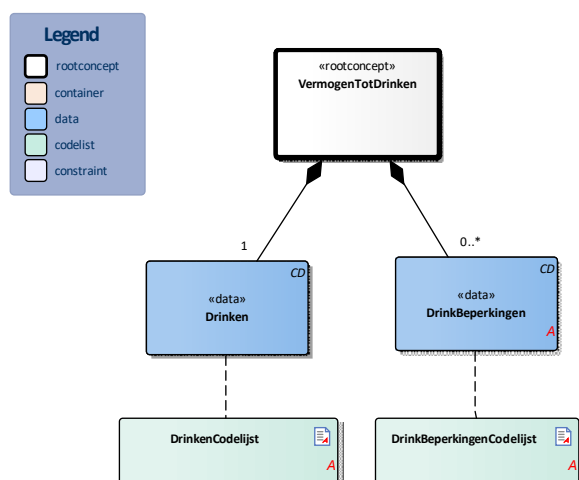 Legend
rootconcept
container
data
codelist
constraint
«rootconcept»
VermogenTotDrinken
1
0..*
CD
«data»
Drinken
CD
«data»
DrinkBeperkingen
A
DrinkenCodelijst
A
DrinkBeperkingenCodelijst
A